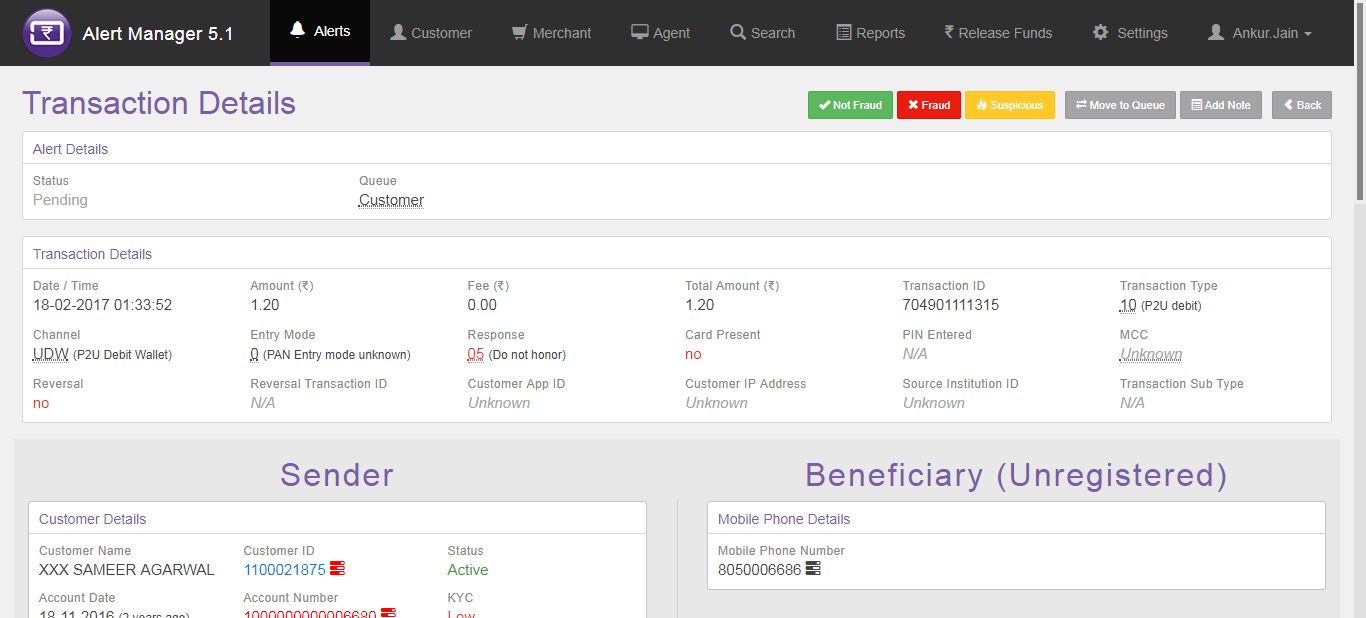 Alert Manager 5.1 Alerts Customer Merchant Agent Search Reports ₹ Release Funds Settings Ankur.Jain
Transaction Details Not Fraud Fraud Suspicious Move to Queue Add Note Back
Alert Details
Status Queue
Pending Customer
Transaction Details
Date / Time Amount (₹) Fee (₹) Total Amount (₹) Transaction ID Transaction Type
18-02-2017 01:33:52 1.20 0.00 1.20 704901111315 10 (P2U debit)
Channel Entry Mode Response Card Present PIN Entered MCC
UDW (P2U Debit Wallet) 0 (PAN Entry mode unknown) 05 (Do not honor) no N/A Unknown
Reversal Reversal Transaction ID Customer App ID Customer IP Address Source Institution ID Transaction Sub Type
no N/A Unknown Unknown Unknown N/A
Sender Beneficiary (Unregistered)
Customer Details Mobile Phone Details
Customer Name Customer ID Status Mobile Phone Number
XXX SAMEER AGARWAL 1100021875 Active 8050006686
Account Date Account Number KYC
18-11-2016 (2 years ago) 1000000000006680 Low